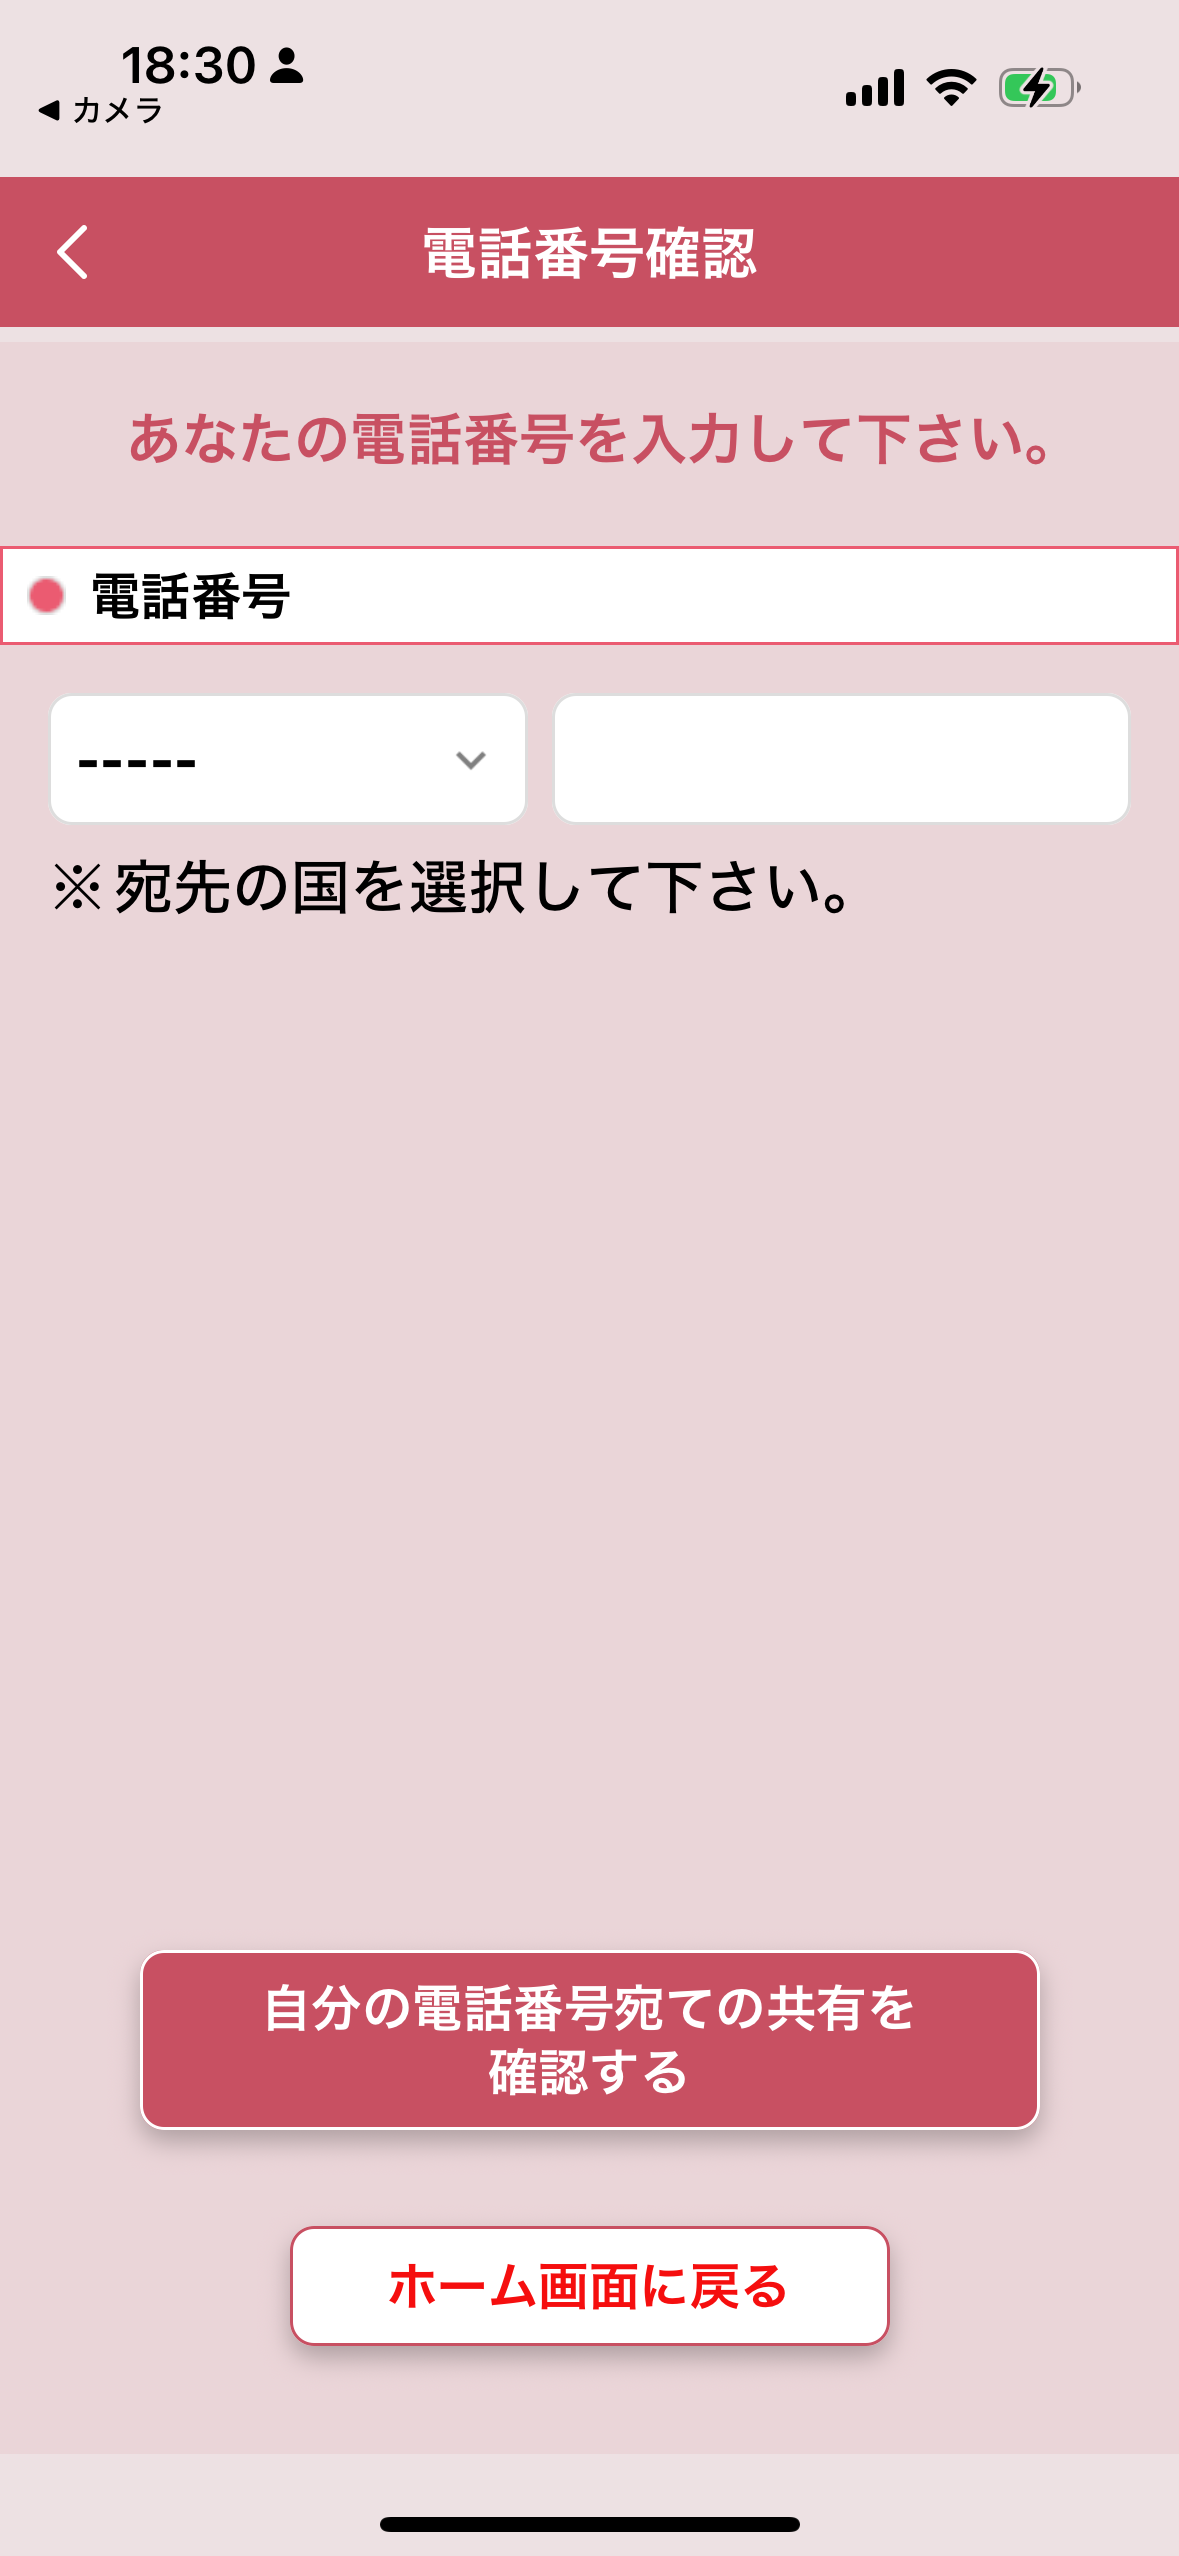 18:30
◀ カメラ
電話番号確認
あなたの電話番号を入力して下さい。
電話番号
-----
※宛先の国を選択して下さい。
自分の電話番号宛ての共有を
確認する
ホーム画面に戻る